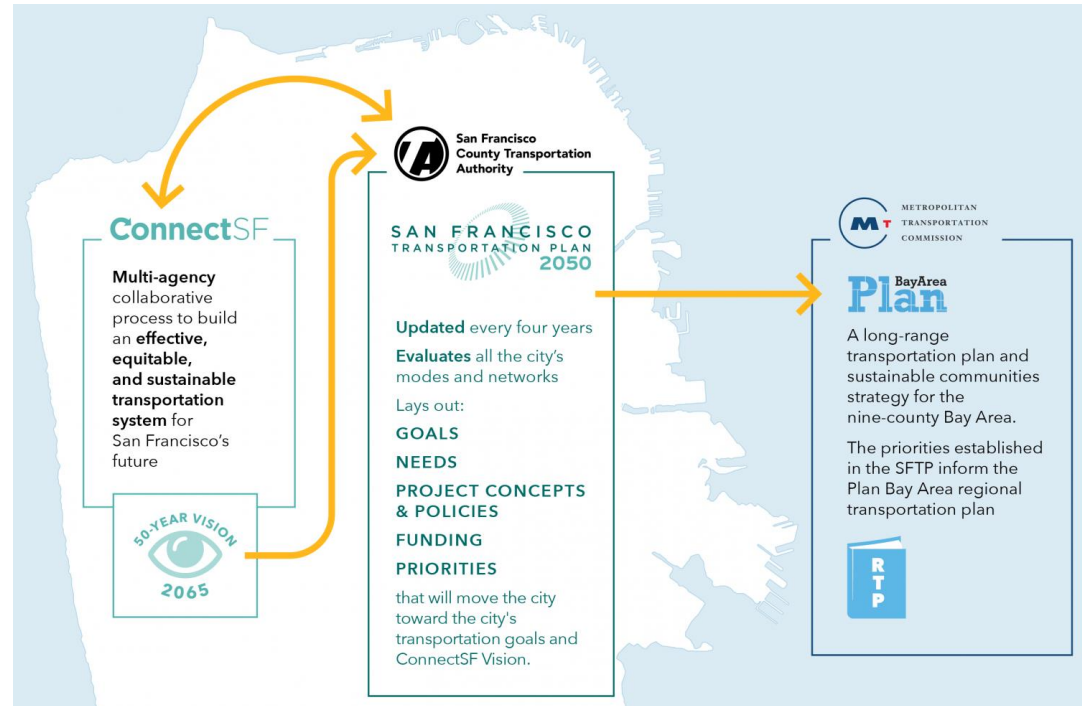 ConnectSF
Multi-agency
collaborative
process to build
an effective,
equitable,
and sustainable
transportation
system for
San Francisco's
future
50-YEAR VISION
2065
TA
San Francisco
County Transportation
Authority
SAN FRANCISCO
TRANSPORTATION PLAN
2050
Updated every four years
Evaluates all the city's
modes and networks
Lays out:
GOALS
NEEDS
PROJECT CONCEPTS
& POLICIES
FUNDING
PRIORITIES
that will move the city
toward the city's
transportation goals and
ConnectSF Vision.
MT
METROPOLITAN
TRANSPORTATION
COMMISSION
BayArea
Plan
A long-range
transportation plan and
sustainable communities
strategy for the
nine-county Bay Area.
The priorities established
in the SFTP inform the
Plan Bay Area regional
transportation plan
RTP